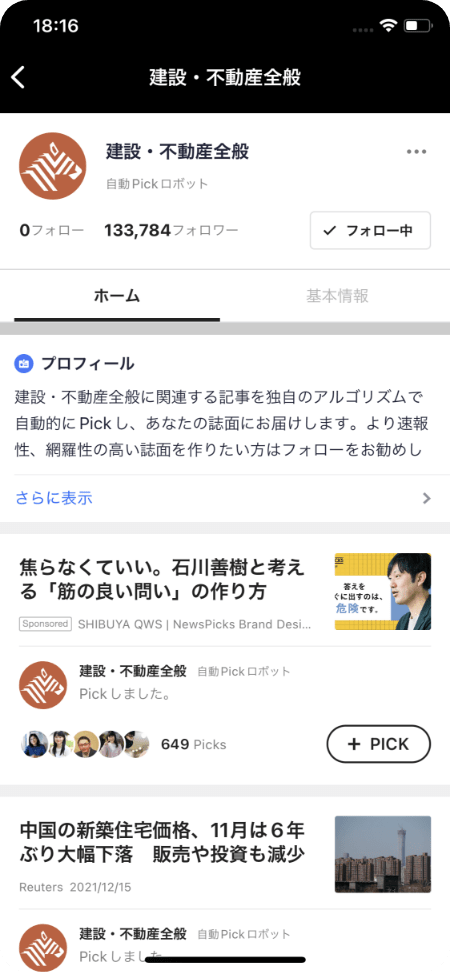 18:16
建設・不動産全般
建設・不動産全般
自動Pickロボット
0フォロー 133,784フォロワー
フォロー中
ホーム 基本情報
プロフィール
建設・不動産全般に関連する記事を独自のアルゴリズムで
自動的にPickし、あなたの誌面にお届けします。より速報
性、網羅性の高い誌面を作りたい方はフォローをお勧めし
さらに表示
焦らなくていい。石川善樹と考え
る「筋の良い問い」の作り方
答えを
ぐに出すのは、
危険です。
Sponsored SHIBUYA QWS | NewsPicks Brand Desi...
建設・不動産全般 自動Pickロボット
Pickしました。
649 Picks
+ PICK
中国の新築住宅価格、11月は６年
ぶり大幅下落　販売や投資も減少
Reuters 2021/12/15
建設・不動産全般 自動Pickロボット
Pickしました